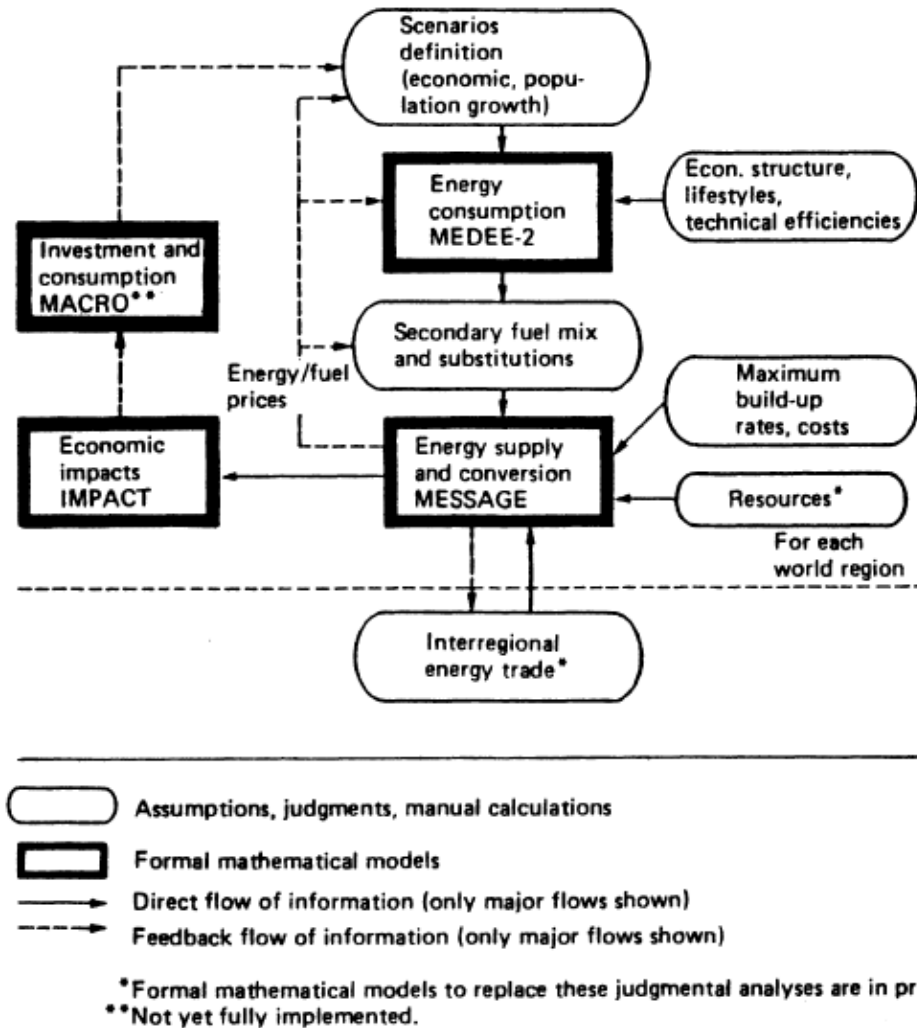 Scenarios
definition
(economic, popu-
lation growth)
Energy
consumption
MEDEE-2
Econ. structure,
lifestyles,
technical efficiencies
Investment and
consumption
MACRO**
Secondary fuel mix
and substitutions
Energy/fuel
prices
Maximum
build-up
rates, costs
Economic
impacts
IMPACT
Energy supply
and conversion
MESSAGE
Resources*
For each
world region
Interregional
energy trade*
Assumptions, judgments, manual calculations
Formal mathematical models
Direct flow of information (only major flows shown)
Feedback flow of information (only major flows shown)
*Formal mathematical models to replace these judgmental analyses are in pr
**Not yet fully implemented.